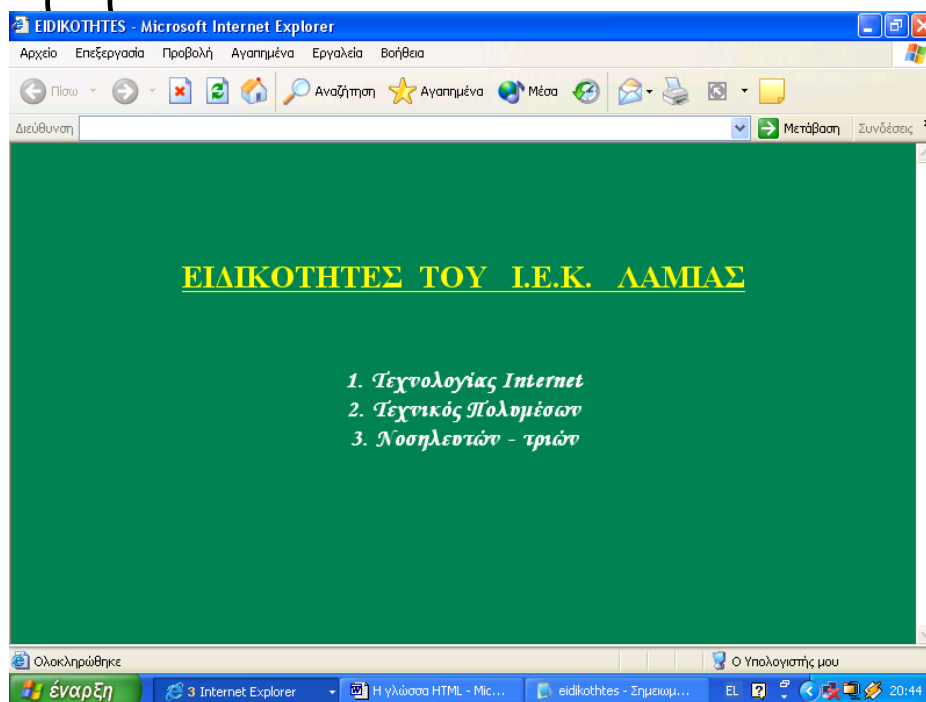 EIDIKOTHTES - Microsoft Internet Explorer
Αρχείο Επεξεργασία Προβολή Αγαπημένα Εργαλεία Βοήθεια
Πίσω Αναζήτηση Αγαπημένα Μέσα
Διεύθυνση Μετάβαση Συνδέσεις
ΕΙΔΙΚΟΤΗΤΕΣ ΤΟΥ Ι.Ε.Κ. ΛΑΜΙΑΣ
1. Τεχνολογίας Internet
2. Τεχνικός Πολυμέσων
3. Νοσηλευτών - τριών
Ολοκληρώθηκε Ο Υπολογιστής μου
έναρξη 3 Internet Explorer Η γλώσσα HTML - Mic... eidikothtes - Σημειωμ... EL 20:44